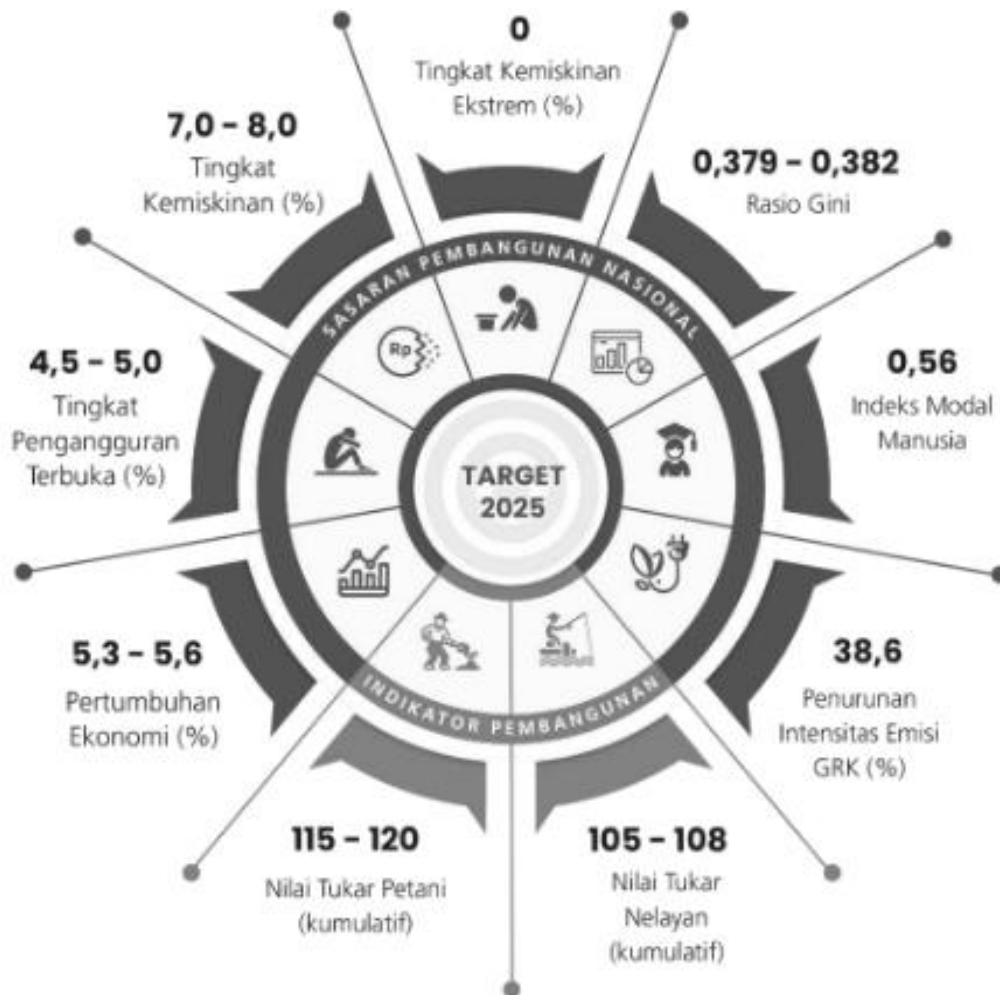 0
Tingkat Kemiskinan
Ekstrem (%)
0,379 – 0,382
Rasio Gini
0,56
Indeks Modal
Manusia
38,6
Penurunan
Intensitas Emisi
GRK (%)
105 – 108
Nilai Tukar
Nelayan
(kumulatif)
115 – 120
Nilai Tukar Petani
(kumulatif)
5,3 – 5,6
Pertumbuhan
Ekonomi (%)
4,5 – 5,0
Tingkat
Pengangguran
Terbuka (%)
7,0 – 8,0
Tingkat
Kemiskinan (%)
SASARAN PEMBANGUNAN NASIONAL
Rp
TARGET
2025
INDIKATOR PEMBANGUNAN